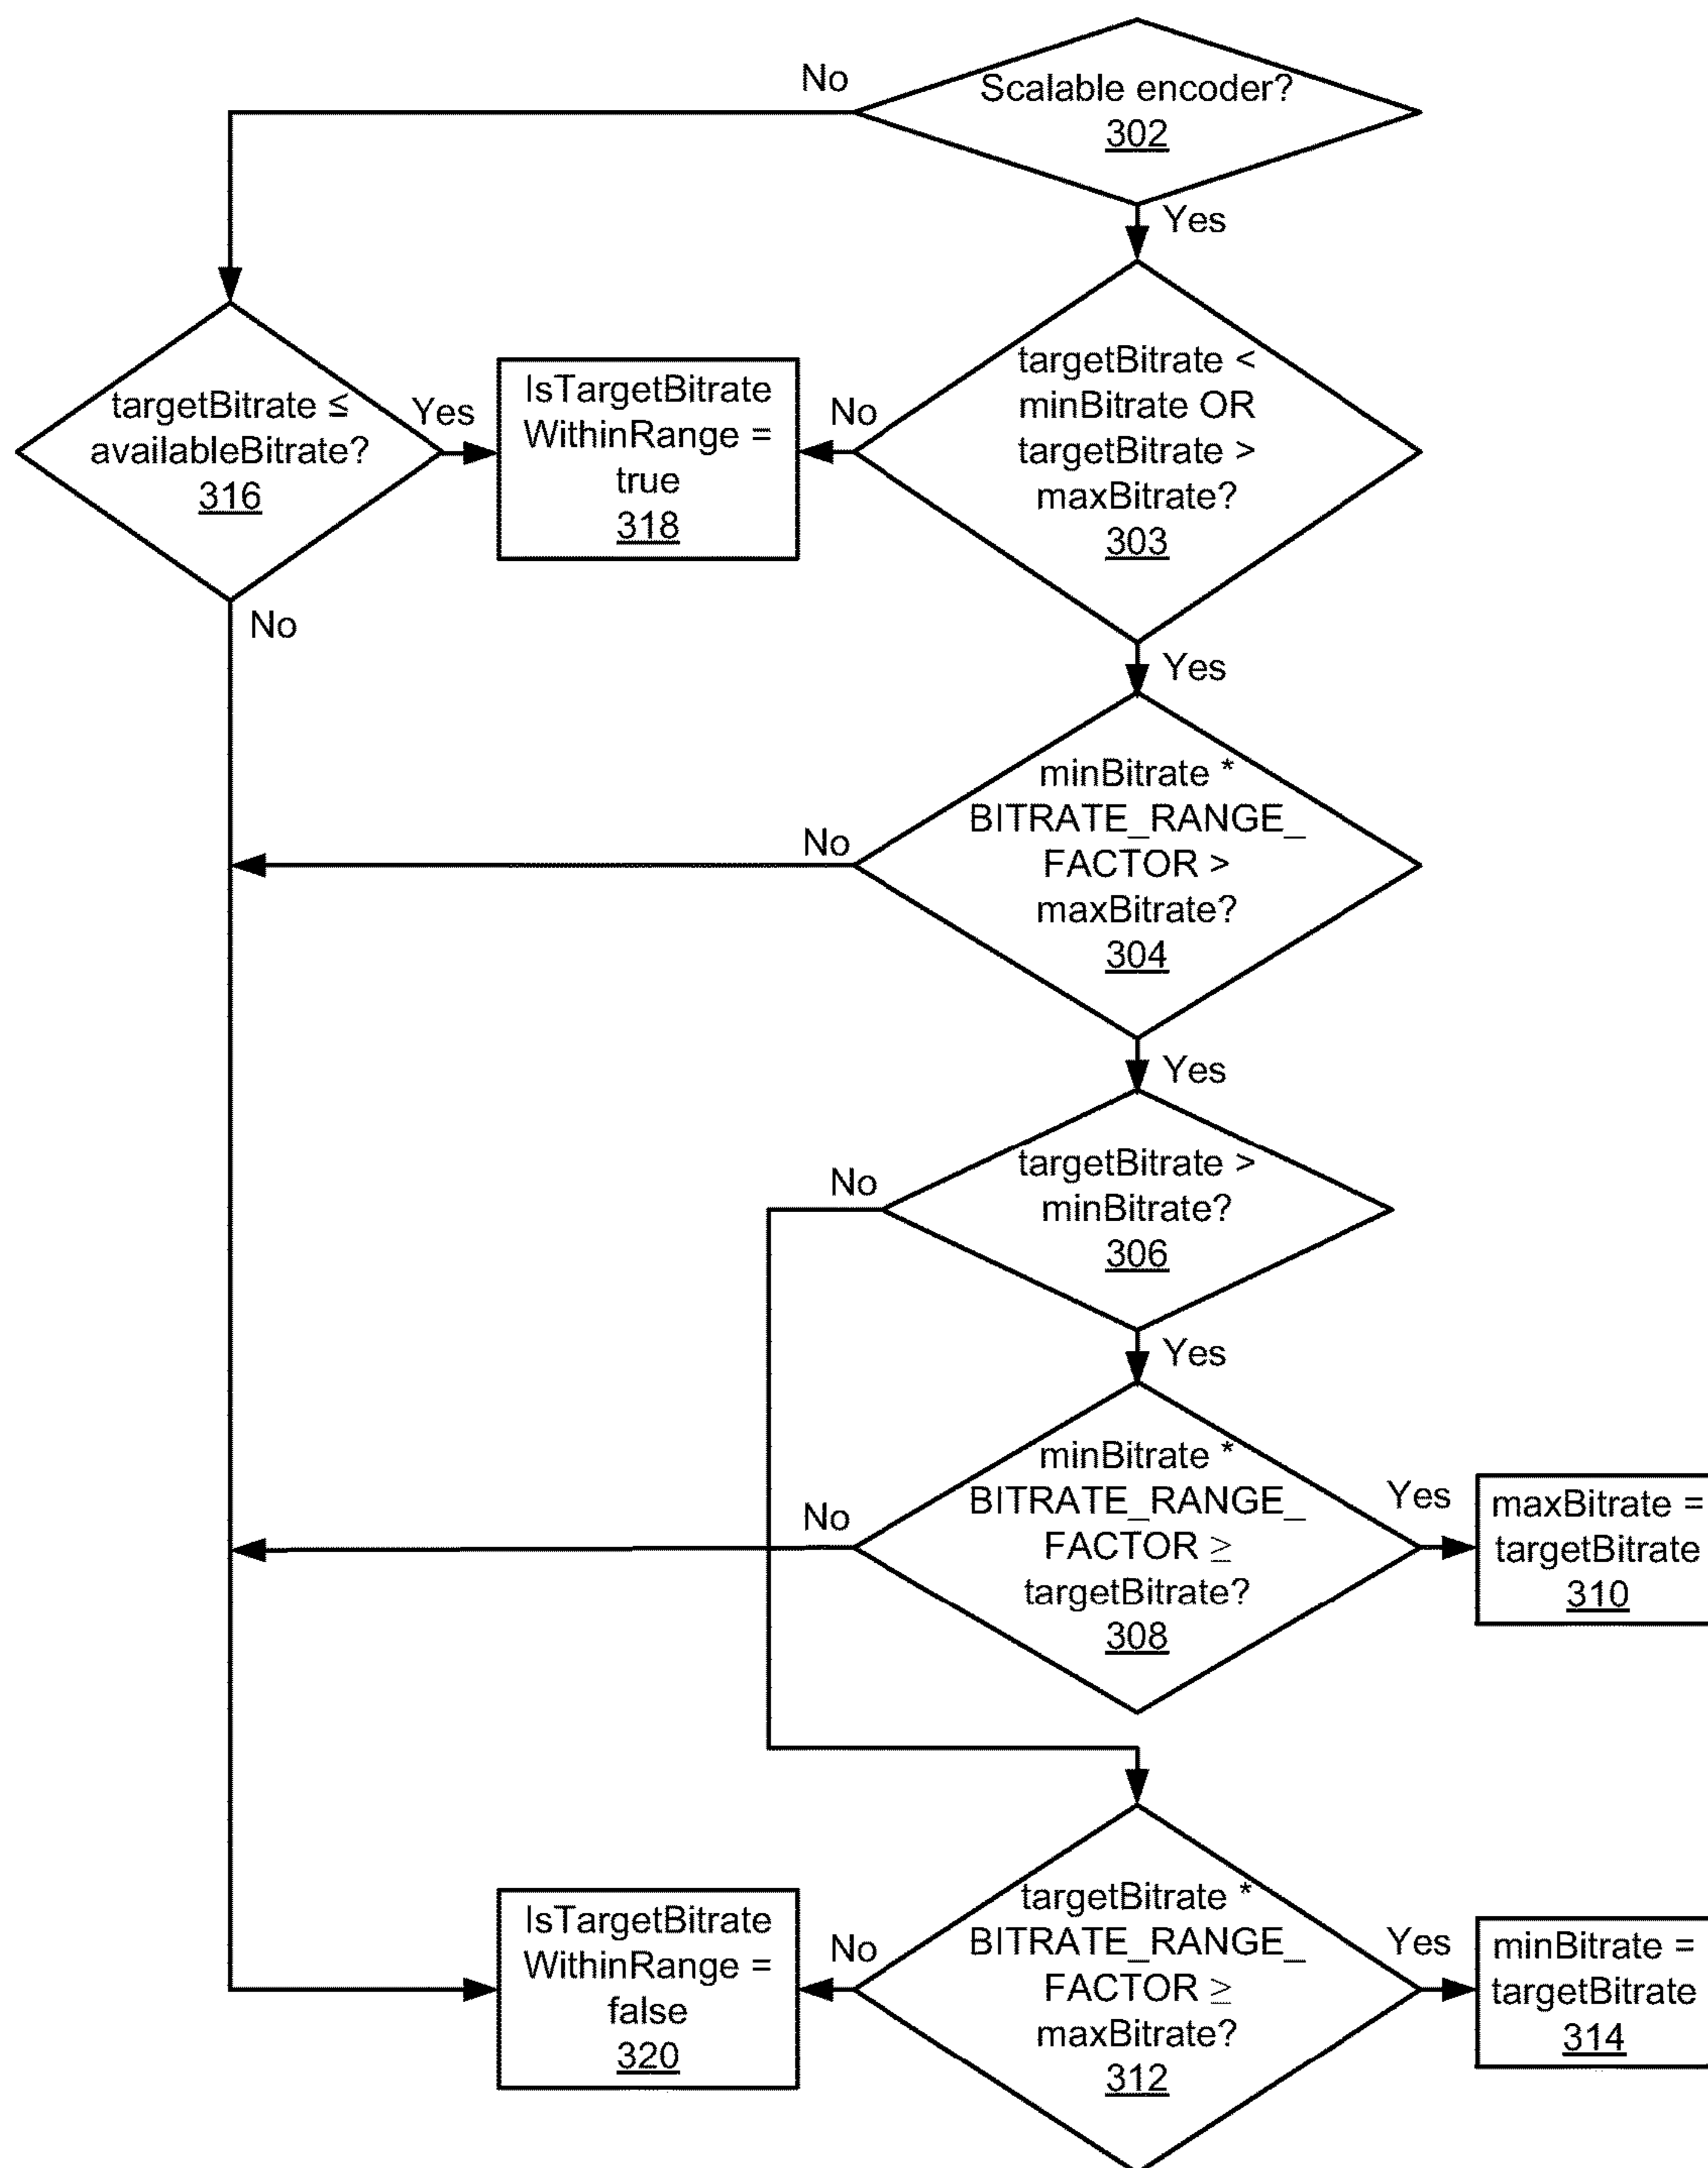 No
Scalable encoder?
302
Yes
targetBitrate ≤
availableBitrate?
316
Yes
No
IsTargetBitrate
WithinRange =
true
318
No
targetBitrate <
minBitrate OR
targetBitrate >
maxBitrate?
303
Yes
No
minBitrate *
BITRATE_RANGE_
FACTOR >
maxBitrate?
304
Yes
No
targetBitrate >
minBitrate?
306
Yes
No
minBitrate *
BITRATE_RANGE_
FACTOR ≥
targetBitrate?
308
Yes
maxBitrate =
targetBitrate
310
IsTargetBitrate
WithinRange =
false
320
No
targetBitrate *
BITRATE_RANGE_
FACTOR ≥
maxBitrate?
312
Yes
minBitrate =
targetBitrate
314